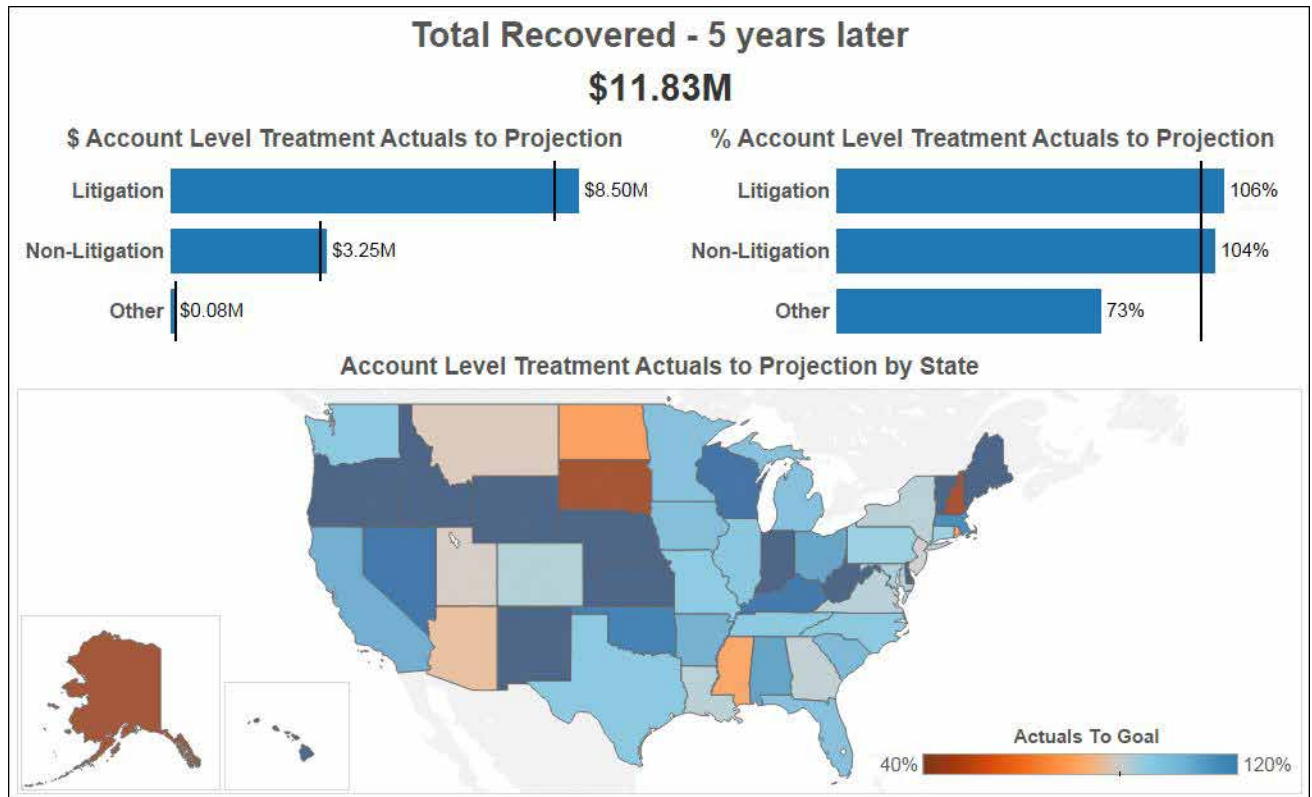 Total Recovered - 5 years later
$11.83M
$ Account Level Treatment Actuals to Projection
Litigation $8.50M
Non-Litigation $3.25M
Other $0.08M
% Account Level Treatment Actuals to Projection
Litigation 106%
Non-Litigation 104%
Other 73%
Account Level Treatment Actuals to Projection by State
Actuals To Goal
40% 120%